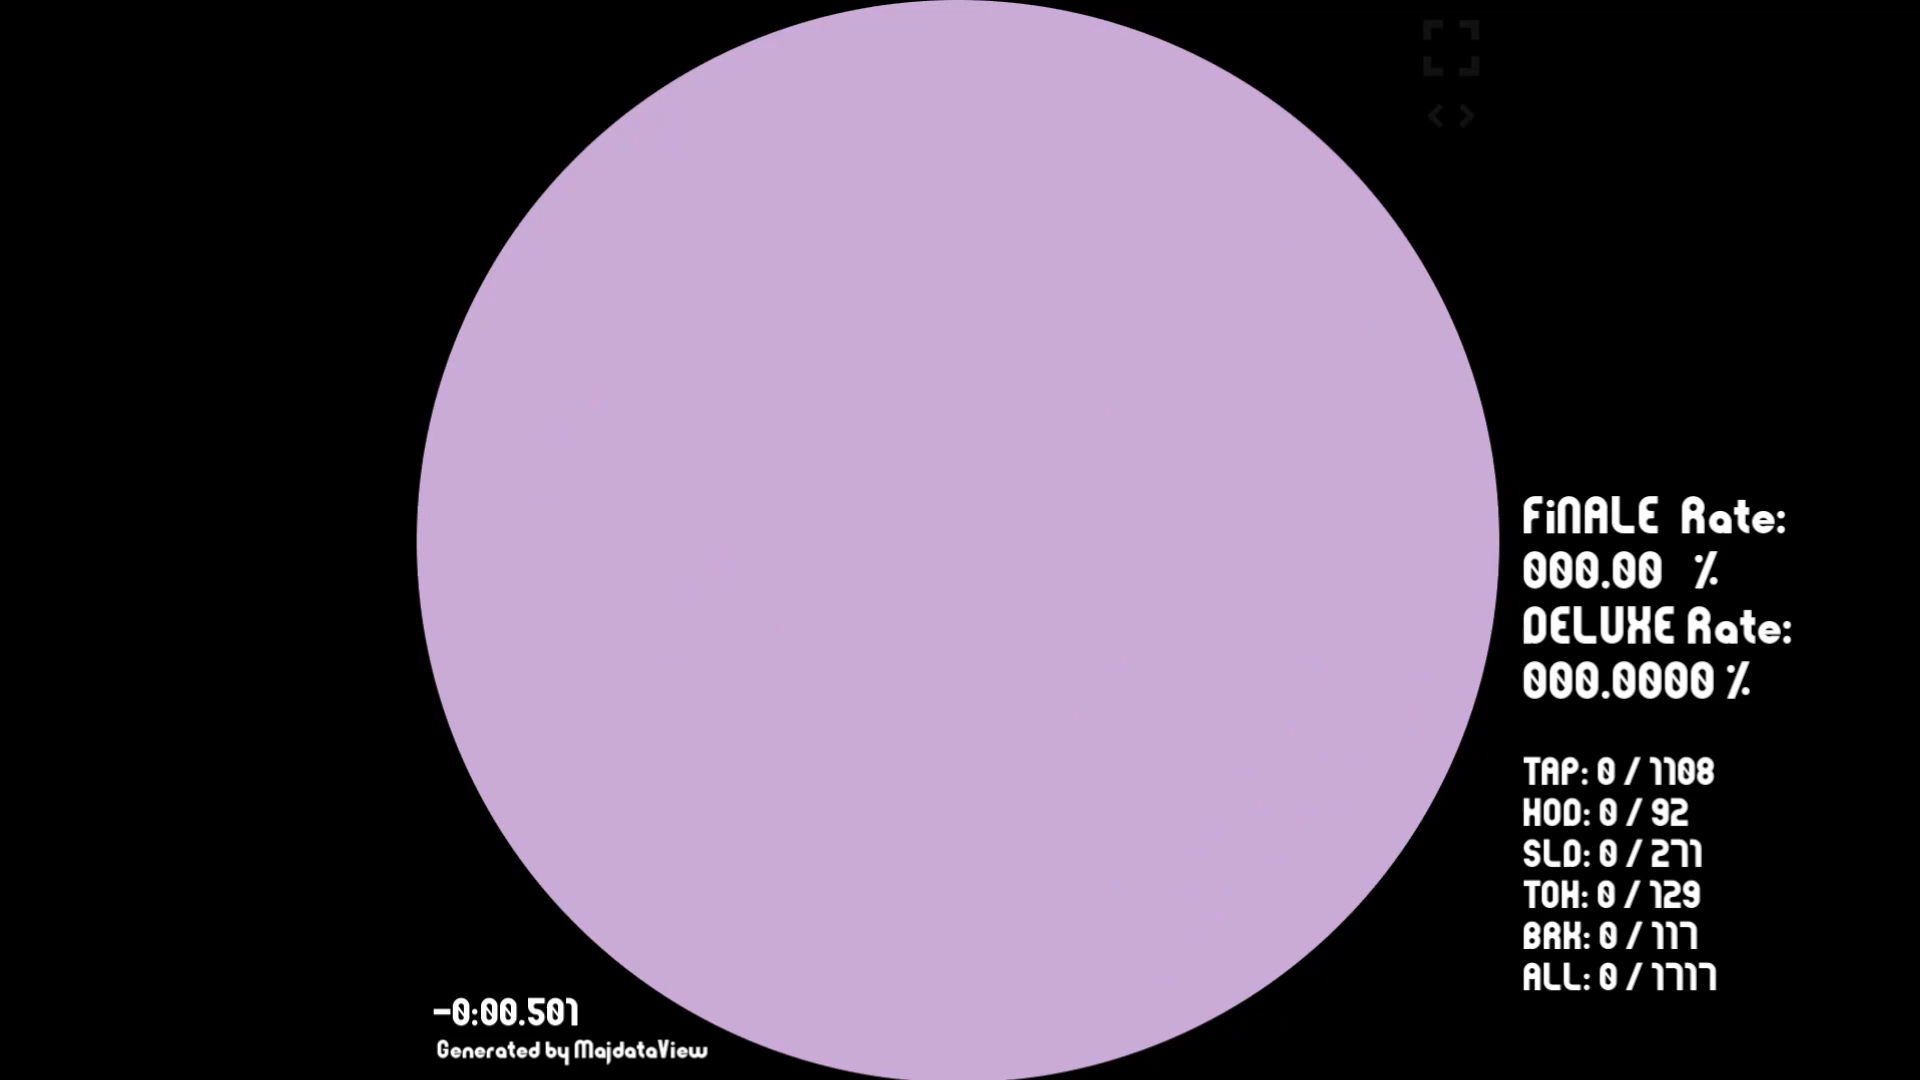 FiNALE Rate:
000.00 %
DELUXE Rate:
000.0000 %
TAP: 0 / 1108
HOD: 0 / 92
SLD: 0 / 271
TOH: 0 / 129
BRK: 0 / 117
ALL: 0 / 1717
-0:00.501
Generated by MajdataView